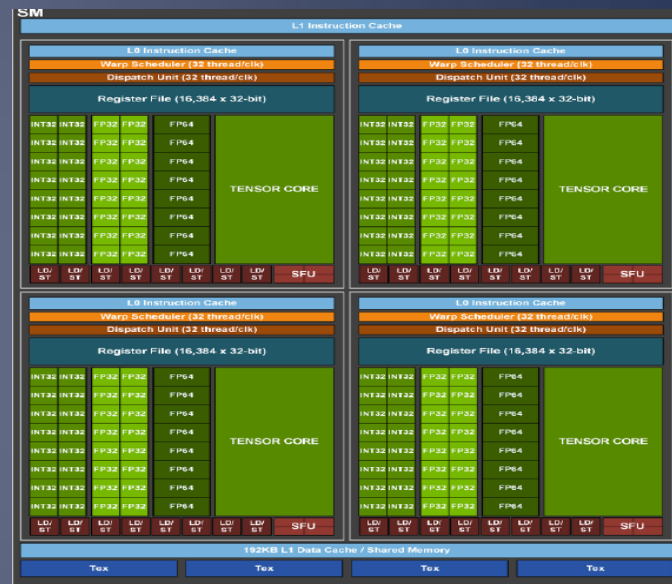 SM
L1 Instruction Cache
L0 Instruction Cache
Warp Scheduler (32 thread/clk)
Dispatch Unit (32 thread/clk)
Register File (16,384 x 32-bit)
INT32 INT32 FP32 FP32 FP64
INT32 INT32 FP32 FP32 FP64
INT32 INT32 FP32 FP32 FP64
INT32 INT32 FP32 FP32 FP64
INT32 INT32 FP32 FP32 FP64
INT32 INT32 FP32 FP32 FP64
INT32 INT32 FP32 FP32 FP64
INT32 INT32 FP32 FP32 FP64
TENSOR CORE
LD/ LD/ LD/ LD/ LD/ LD/ LD/ LD/
ST ST ST ST ST ST ST ST
SFU
L0 Instruction Cache
Warp Scheduler (32 thread/clk)
Dispatch Unit (32 thread/clk)
Register File (16,384 x 32-bit)
INT32 INT32 FP32 FP32 FP64
INT32 INT32 FP32 FP32 FP64
INT32 INT32 FP32 FP32 FP64
INT32 INT32 FP32 FP32 FP64
INT32 INT32 FP32 FP32 FP64
INT32 INT32 FP32 FP32 FP64
INT32 INT32 FP32 FP32 FP64
INT32 INT32 FP32 FP32 FP64
TENSOR CORE
LD/ LD/ LD/ LD/ LD/ LD/ LD/ LD/
ST ST ST ST ST ST ST ST
SFU
L0 Instruction Cache
Warp Scheduler (32 thread/clk)
Dispatch Unit (32 thread/clk)
Register File (16,384 x 32-bit)
INT32 INT32 FP32 FP32 FP64
INT32 INT32 FP32 FP32 FP64
INT32 INT32 FP32 FP32 FP64
INT32 INT32 FP32 FP32 FP64
INT32 INT32 FP32 FP32 FP64
INT32 INT32 FP32 FP32 FP64
INT32 INT32 FP32 FP32 FP64
INT32 INT32 FP32 FP32 FP64
TENSOR CORE
LD/ LD/ LD/ LD/ LD/ LD/ LD/ LD/
ST ST ST ST ST ST ST ST
SFU
L0 Instruction Cache
Warp Scheduler (32 thread/clk)
Dispatch Unit (32 thread/clk)
Register File (16,384 x 32-bit)
INT32 INT32 FP32 FP32 FP64
INT32 INT32 FP32 FP32 FP64
INT32 INT32 FP32 FP32 FP64
INT32 INT32 FP32 FP32 FP64
INT32 INT32 FP32 FP32 FP64
INT32 INT32 FP32 FP32 FP64
INT32 INT32 FP32 FP32 FP64
INT32 INT32 FP32 FP32 FP64
TENSOR CORE
LD/ LD/ LD/ LD/ LD/ LD/ LD/ LD/
ST ST ST ST ST ST ST ST
SFU
192KB L1 Data Cache / Shared Memory
Tex Tex Tex Tex